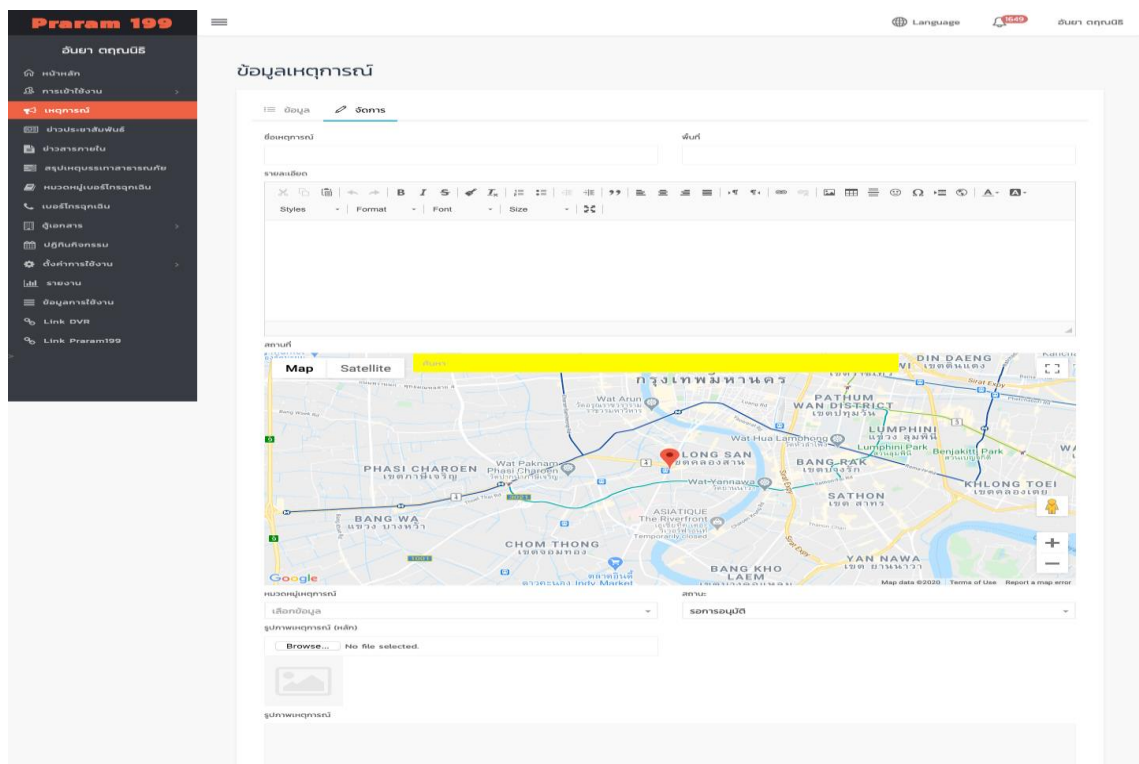 Praram 199
Language
1649
อันยา ตฤณนิธิ
อันยา ตฤณนิธิ
หน้าหลัก
การเข้าใช้งาน
เหตุการณ์
ข่าวประชาสัมพันธ์
ข่าวสารภายใน
สรุปเหตุบรรเทาสาธารณภัย
หมวดหมู่เบอร์โทรฉุกเฉิน
เบอร์โทรฉุกเฉิน
ตู้เอกสาร
ปฏิทินกิจกรรม
ตั้งค่าการใช้งาน
รายงาน
ข้อมูลการใช้งาน
Link DVR
Link Praram199
ข้อมูลเหตุการณ์
ข้อมูล จัดการ
ชื่อเหตุการณ์ พื้นที่
รายละเอียด
Styles Format Font Size
สถานที่
Map Satellite ค้นหา
DIN DAENG
เขตดินแดง
กรุงเทพมหานคร
Sirat Expy
Wat Arun
PATHUM
WAN DISTRICT
เขตปทุมวัน
LUMPHINI
แขวง ลุมพินี
Wat Hua Lamphong
Lumphini Park
Benjakitti Park
LONG SAN
เขตคลองสาน
BANG RAK
เขตบางรัก
PHASI CHAROEN
เขตภาษีเจริญ
Wat Paknam
Phasi Charoen
Wat Yannawa
KHLONG TOEI
เขตคลองเตย
SATHON
เขต สาทร
ASIATIQUE
The Riverfront
Temporarily closed
BANG WA
แขวง บางหว้า
CHOM THONG
เขตจอมทอง
YAN NAWA
เขต ยานนาวา
BANG KHO
LAEM
ตลาดอินดี้
ดาวคะนอง Indy Market
Google
Map data ©2020 Terms of Use Report a map error
หมวดหมู่เหตุการณ์ สถานะ
เลือกข้อมูล รอการอนุมัติ
รูปภาพเหตุการณ์ (หลัก)
Browse... No file selected.
รูปภาพเหตุการณ์